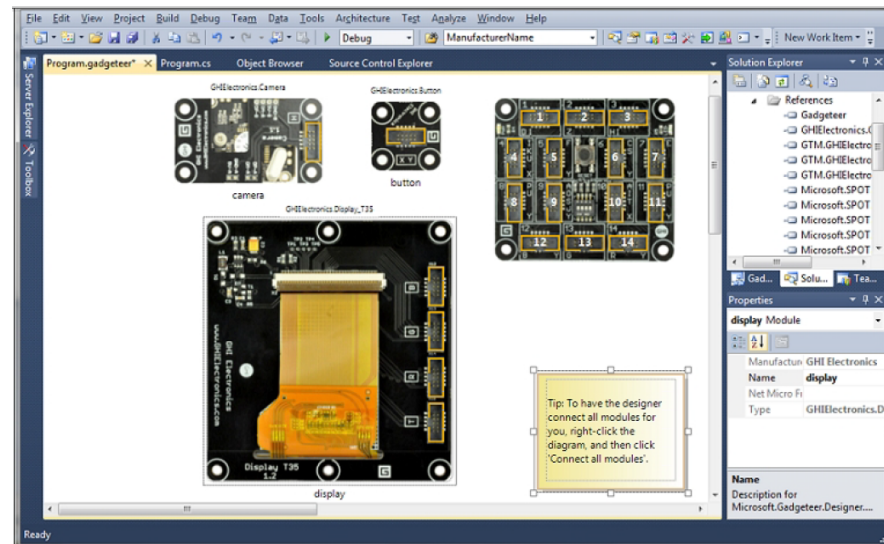 File Edit View Project Build Debug Team Data Tools Architecture Test Analyze Window Help
Debug ManufacturerName New Work Item
Program.gadgeteer* Program.cs Object Browser Source Control Explorer
Server Explorer
Toolbox
GHIElectronics.Camera
camera
GHIElectronics.Button
X Y
button
1 2 3
4 5 6 7
8 9 10 11
12 13 14
GHIElectronics.Display_T35
GHI Electronics
www.GHIElectronics.com
Display T35
1.2
B
G
R
T
display
Tip: To have the designer
connect all modules for
you, right-click the
diagram, and then click
'Connect all modules'.
Solution Explorer
References
Gadgeteer
GHIElectronics.
GTM.GHIElectro
GTM.GHIElectro
GTM.GHIElectro
Microsoft.SPOT
Microsoft.SPOT
Microsoft.SPOT
Microsoft.SPOT
Microsoft.SPOT
Gad... Solu... Tea...
Properties
display Module
Manufactur GHI Electronics
Name display
Net Micro Fr
Type GHIElectronics.D
Name
Description for
Microsoft.Gadgeteer.Designer....
Ready